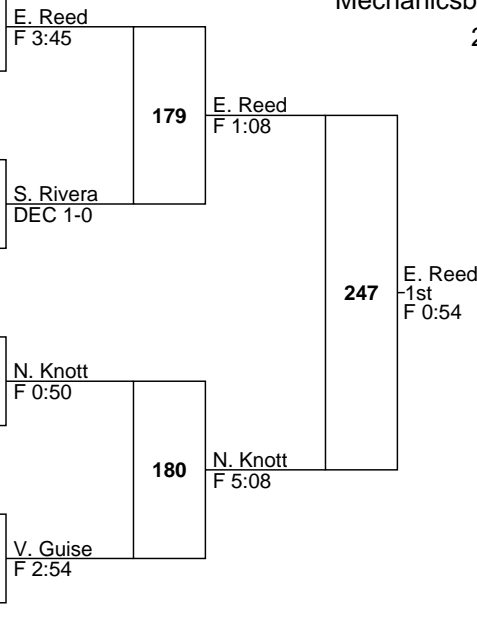 Mechanicsb
2
E. Reed
F 3:45
179
E. Reed
F 1:08
S. Rivera
DEC 1-0
247
E. Reed
1st
F 0:54
N. Knott
F 0:50
180
N. Knott
F 5:08
V. Guise
F 2:54